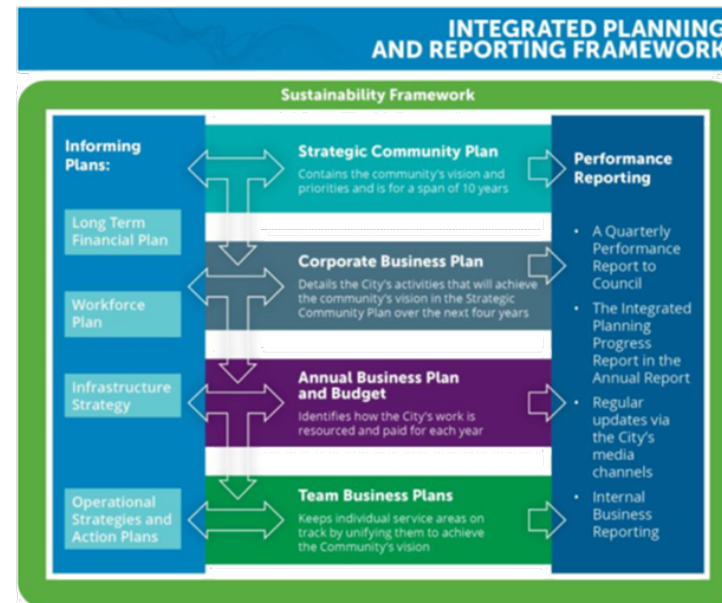 INTEGRATED PLANNING
AND REPORTING FRAMEWORK
Sustainability Framework
Informing
Plans:
Long Term
Financial Plan
Workforce
Plan
Infrastructure
Strategy
Operational
Strategies and
Action Plans
Strategic Community Plan
Contains the community's vision and
priorities and is for a span of 10 years
Corporate Business Plan
Details the City's activities that will achieve
the community's vision in the Strategic
Community Plan over the next four years
Annual Business Plan
and Budget
Identifies how the City's work is
resourced and paid for each year
Team Business Plans
Keeps individual service areas on
track by unifying them to achieve
the Community's vision
Performance
Reporting
• A Quarterly
Performance
Report to
Council
• The Integrated
Planning
Progress
Report in the
Annual Report
• Regular
updates via
the City's
media
channels
• Internal
Business
Reporting